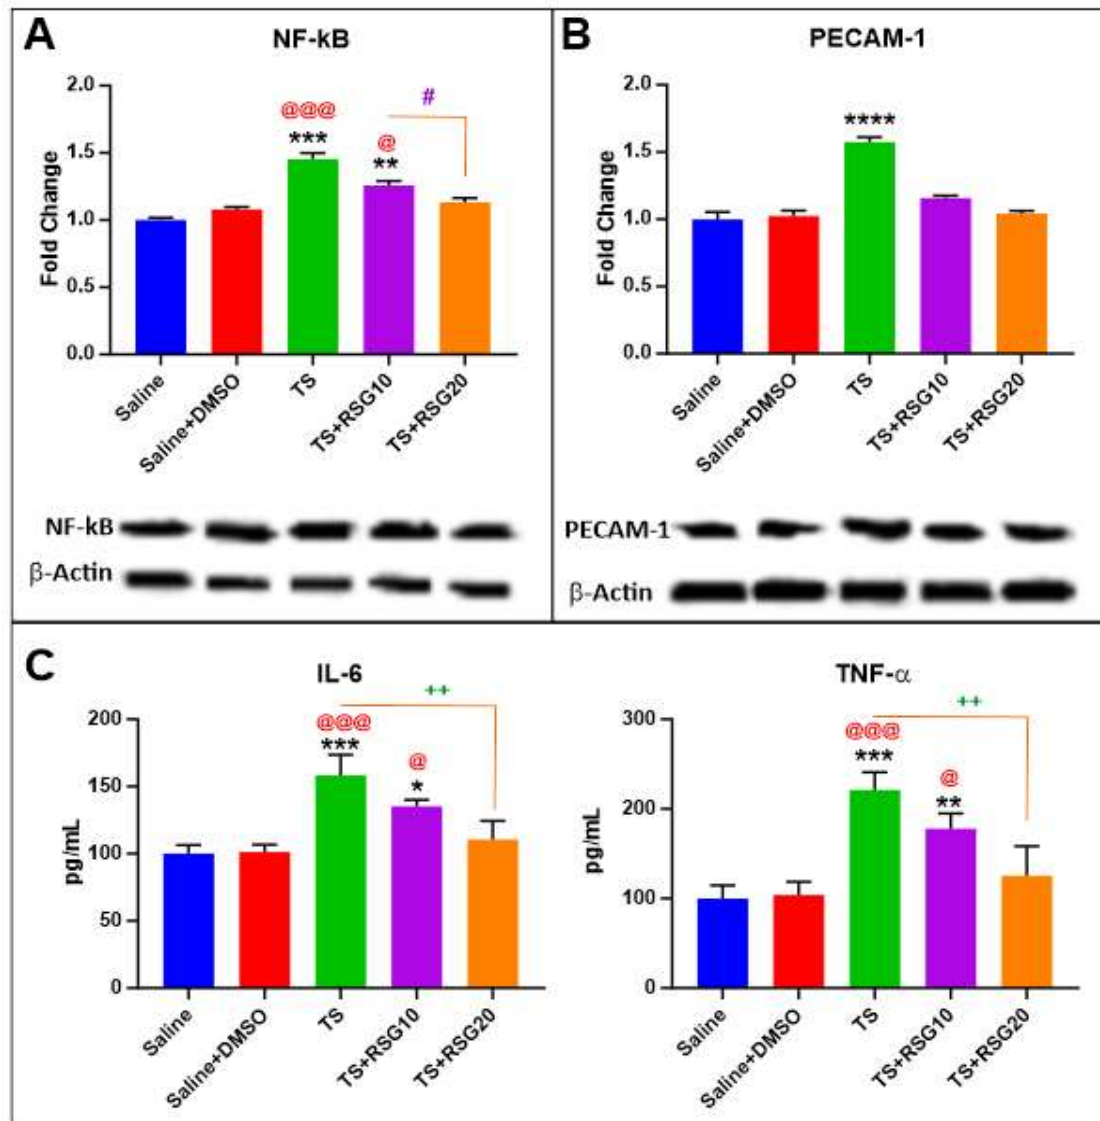 A
NF-kB
Fold Change
2.0
1.5
1.0
0.5
0.0
@@@
***
@
**
#
Saline
Saline+DMSO
TS
TS+RSG10
TS+RSG20
NF-kB
β-Actin
B
PECAM-1
Fold Change
2.0
1.5
1.0
0.5
0.0
****
Saline
Saline+DMSO
TS
TS+RSG10
TS+RSG20
PECAM-1
β-Actin
C
IL-6
pg/mL
200
150
100
50
0
++
@@@
***
@
*
Saline
Saline+DMSO
TS
TS+RSG10
TS+RSG20
TNF-α
pg/mL
300
200
100
0
++
@@@
***
@
**
Saline
Saline+DMSO
TS
TS+RSG10
TS+RSG20